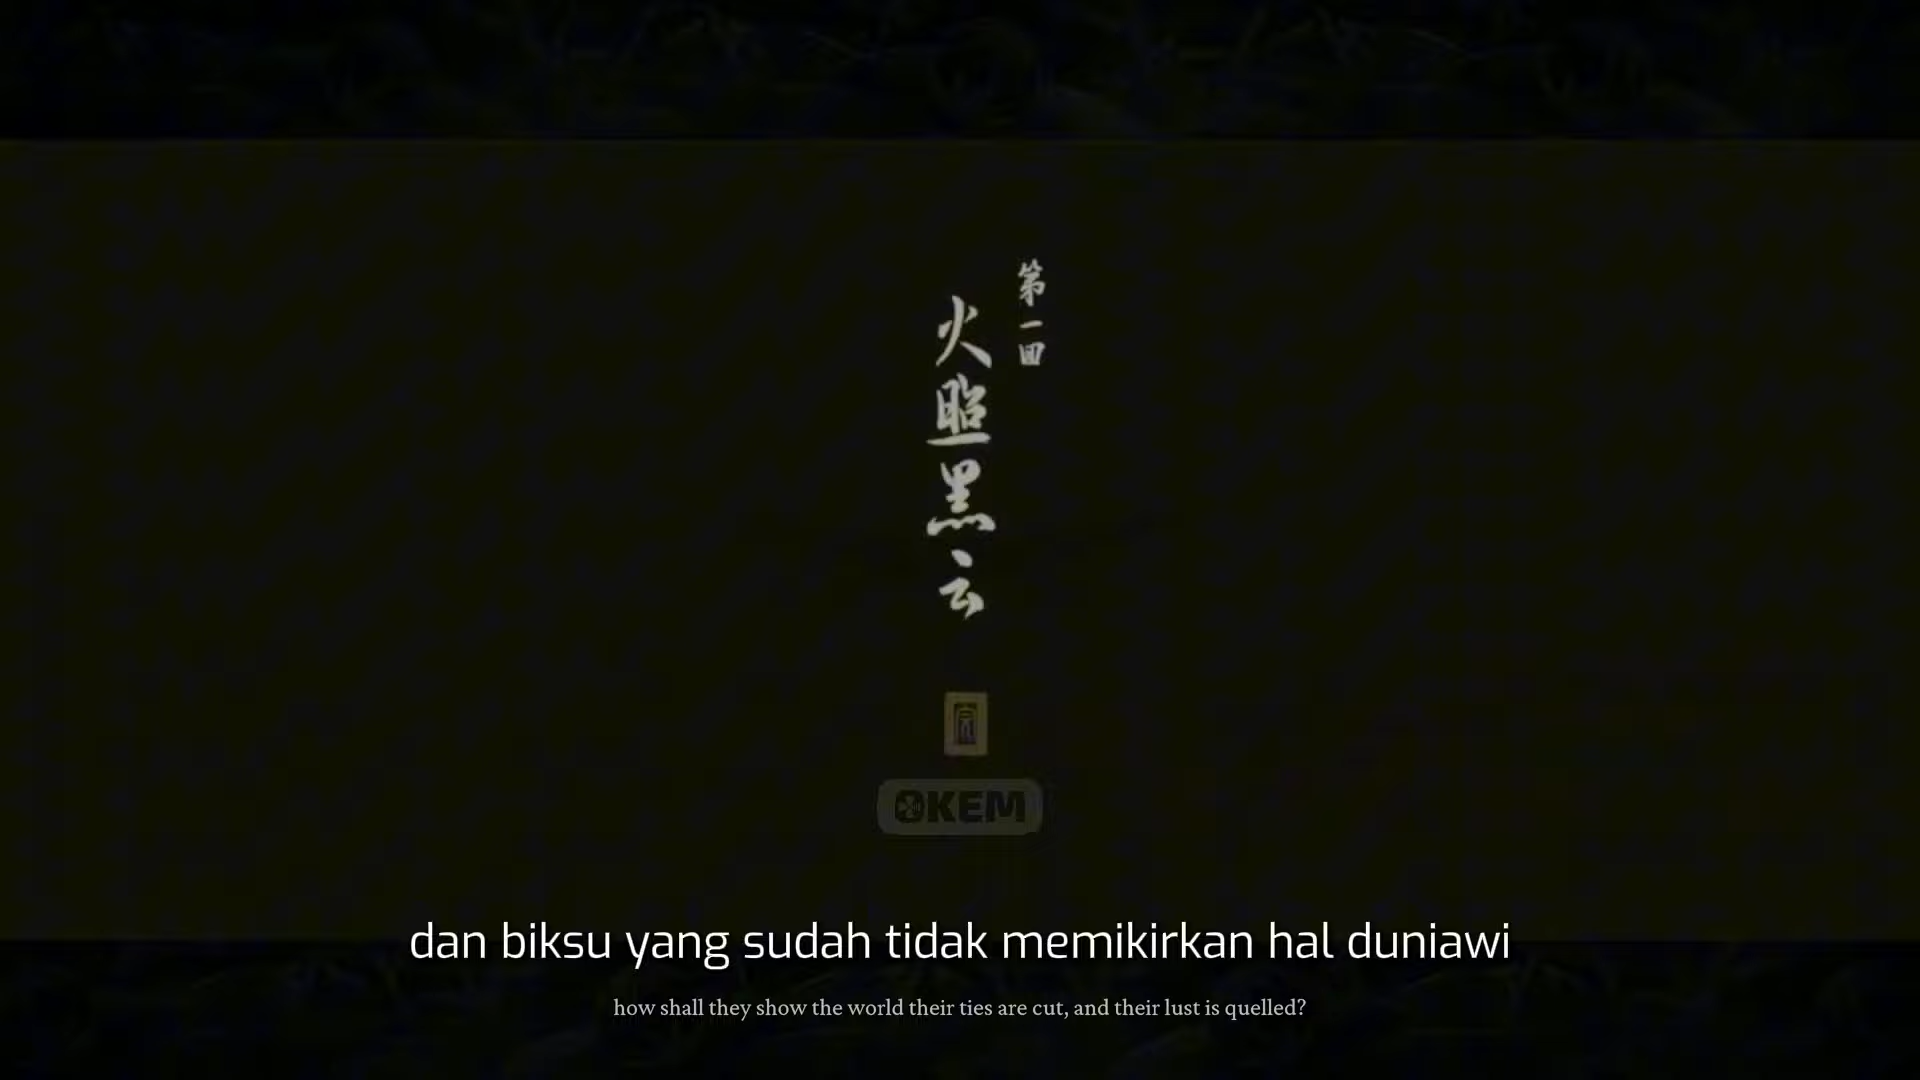 第一回
火照黑云
OKEM
dan biksu yang sudah tidak memikirkan hal duniawi
how shall they show the world their ties are cut, and their lust is quelled?